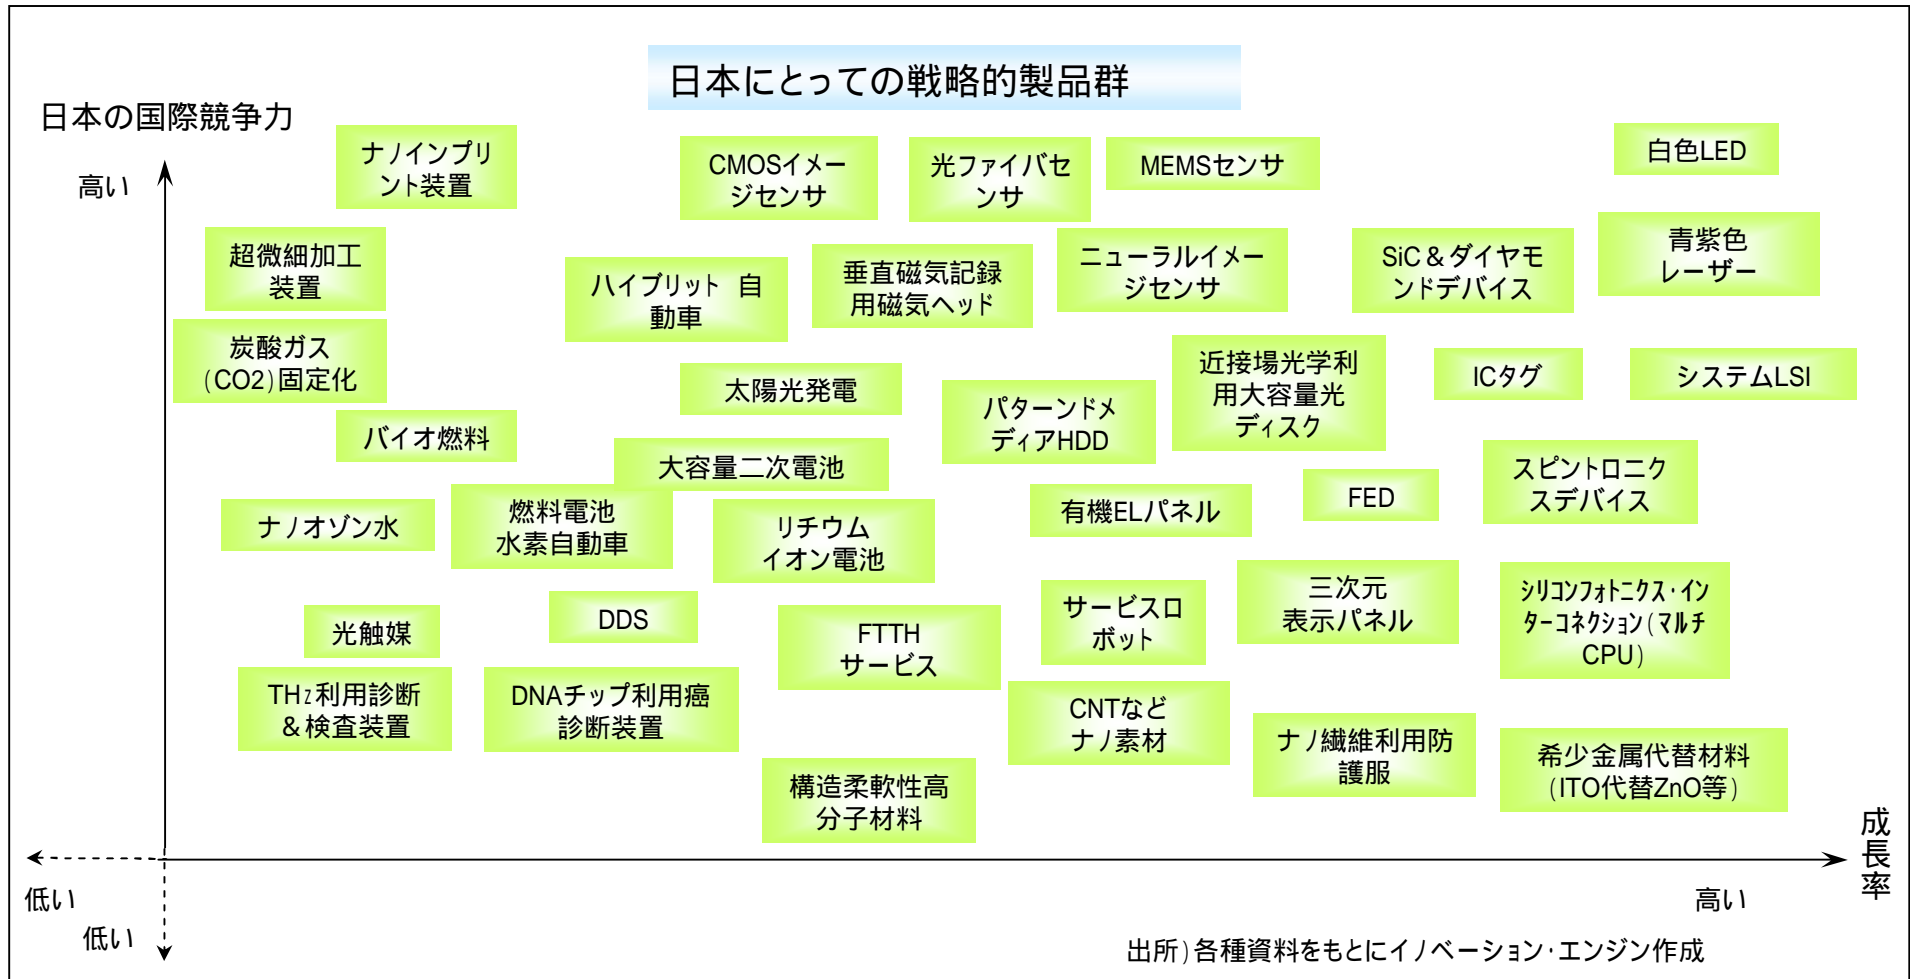 日本にとっての戦略的製品群
日本の国際競争力
高い
ナノインプリ
ント装置
CMOSイメー
ジセンサ
光ファイバセ
ンサ
MEMSセンサ
白色LED
超微細加工
装置
ハイブリット 自
動車
垂直磁気記録
用磁気ヘッド
ニューラルイメー
ジセンサ
SiC&ダイヤモ
ンドデバイス
青紫色
レーザー
炭酸ガス
(CO2)固定化
太陽光発電
パターンドメ
ディアHDD
近接場光学利
用大容量光
ディスク
ICタグ
システムLSI
バイオ燃料
大容量二次電池
スピントロニク
スデバイス
ナノオゾン水
燃料電池
水素自動車
リチウム
イオン電池
有機ELパネル
FED
光触媒
DDS
FTTH
サービス
サービスロ
ボット
三次元
表示パネル
シリコンフォトニクス・イン
ターコネクション(マルチ
CPU)
THz利用診断
&検査装置
DNAチップ利用癌
診断装置
CNTなど
ナノ素材
ナノ繊維利用防
護服
希少金属代替材料
(ITO代替ZnO等)
構造柔軟性高
分子材料
成長率
低い
低い
高い
出所)各種資料をもとにイノベーション・エンジン作成